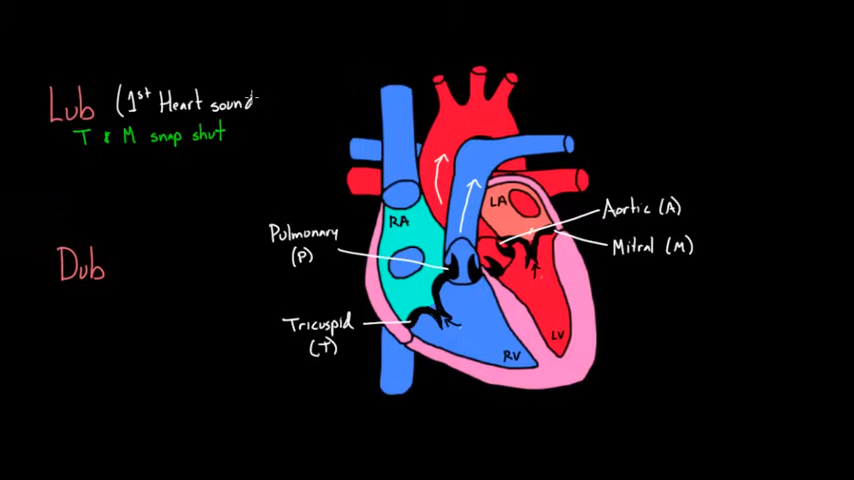 Lub (1st Heart sound
T & M snap shut
Dub
Pulmonary
(P)
Tricuspid
(T)
RA
LA
RV
LV
Aortic (A)
Mitral (M)